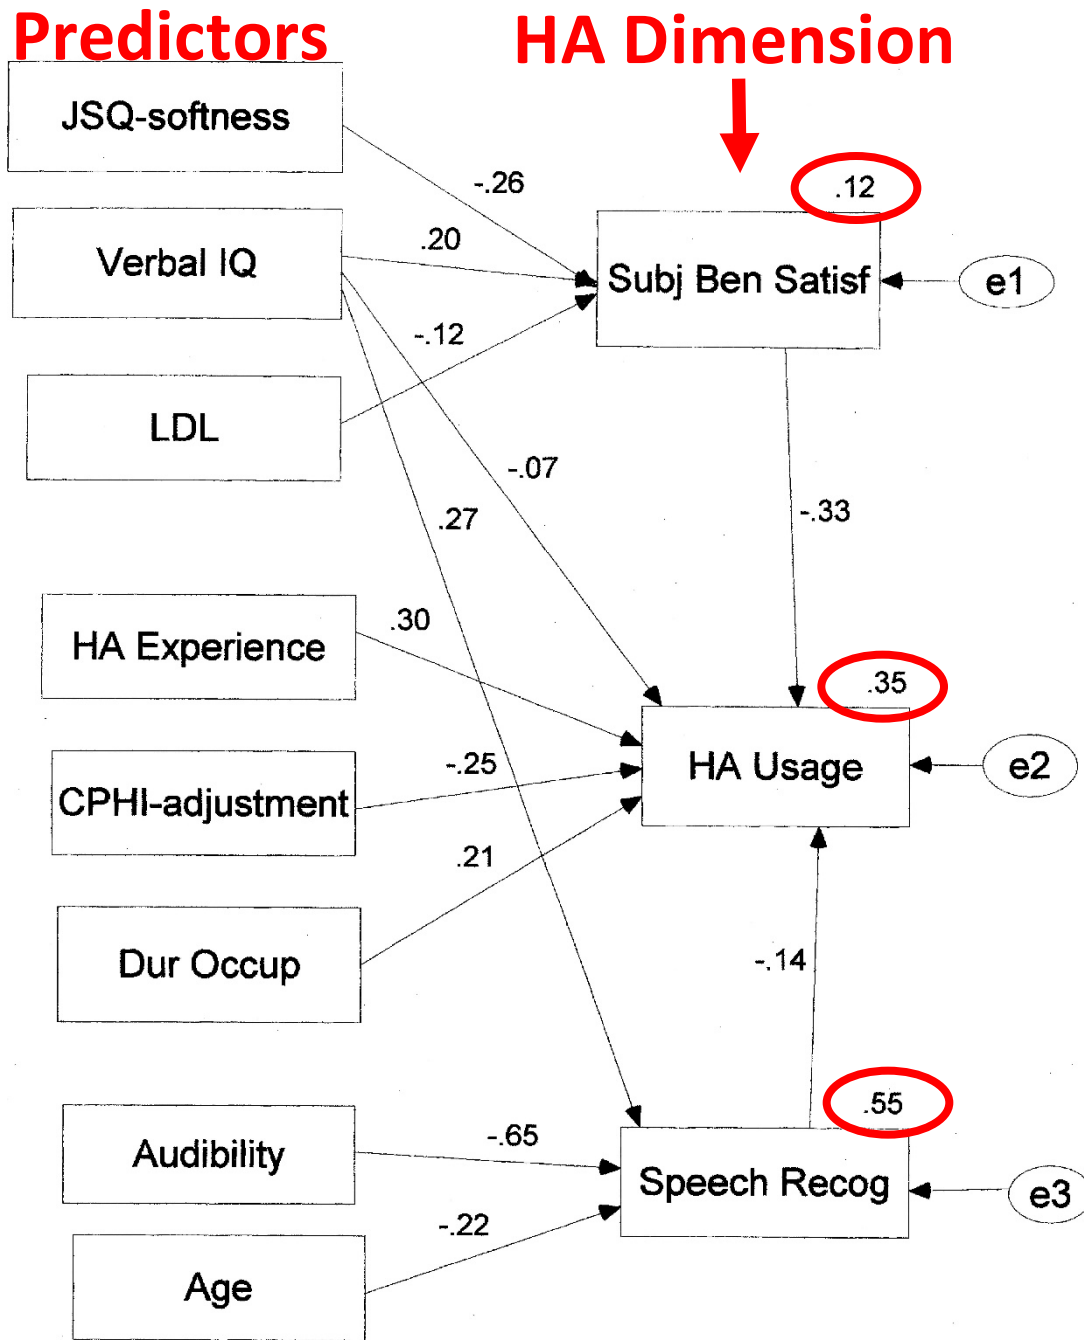 Predictors
HA Dimension
JSQ-softness
-.26
.12
Verbal IQ
.20
Subj Ben Satisf
e1
-.12
LDL
-.07
.27
-.33
HA Experience
.30
.35
HA Usage
e2
CPHI-adjustment
-.25
.21
Dur Occup
-.14
.55
Audibility
-.65
Speech Recog
e3
-.22
Age